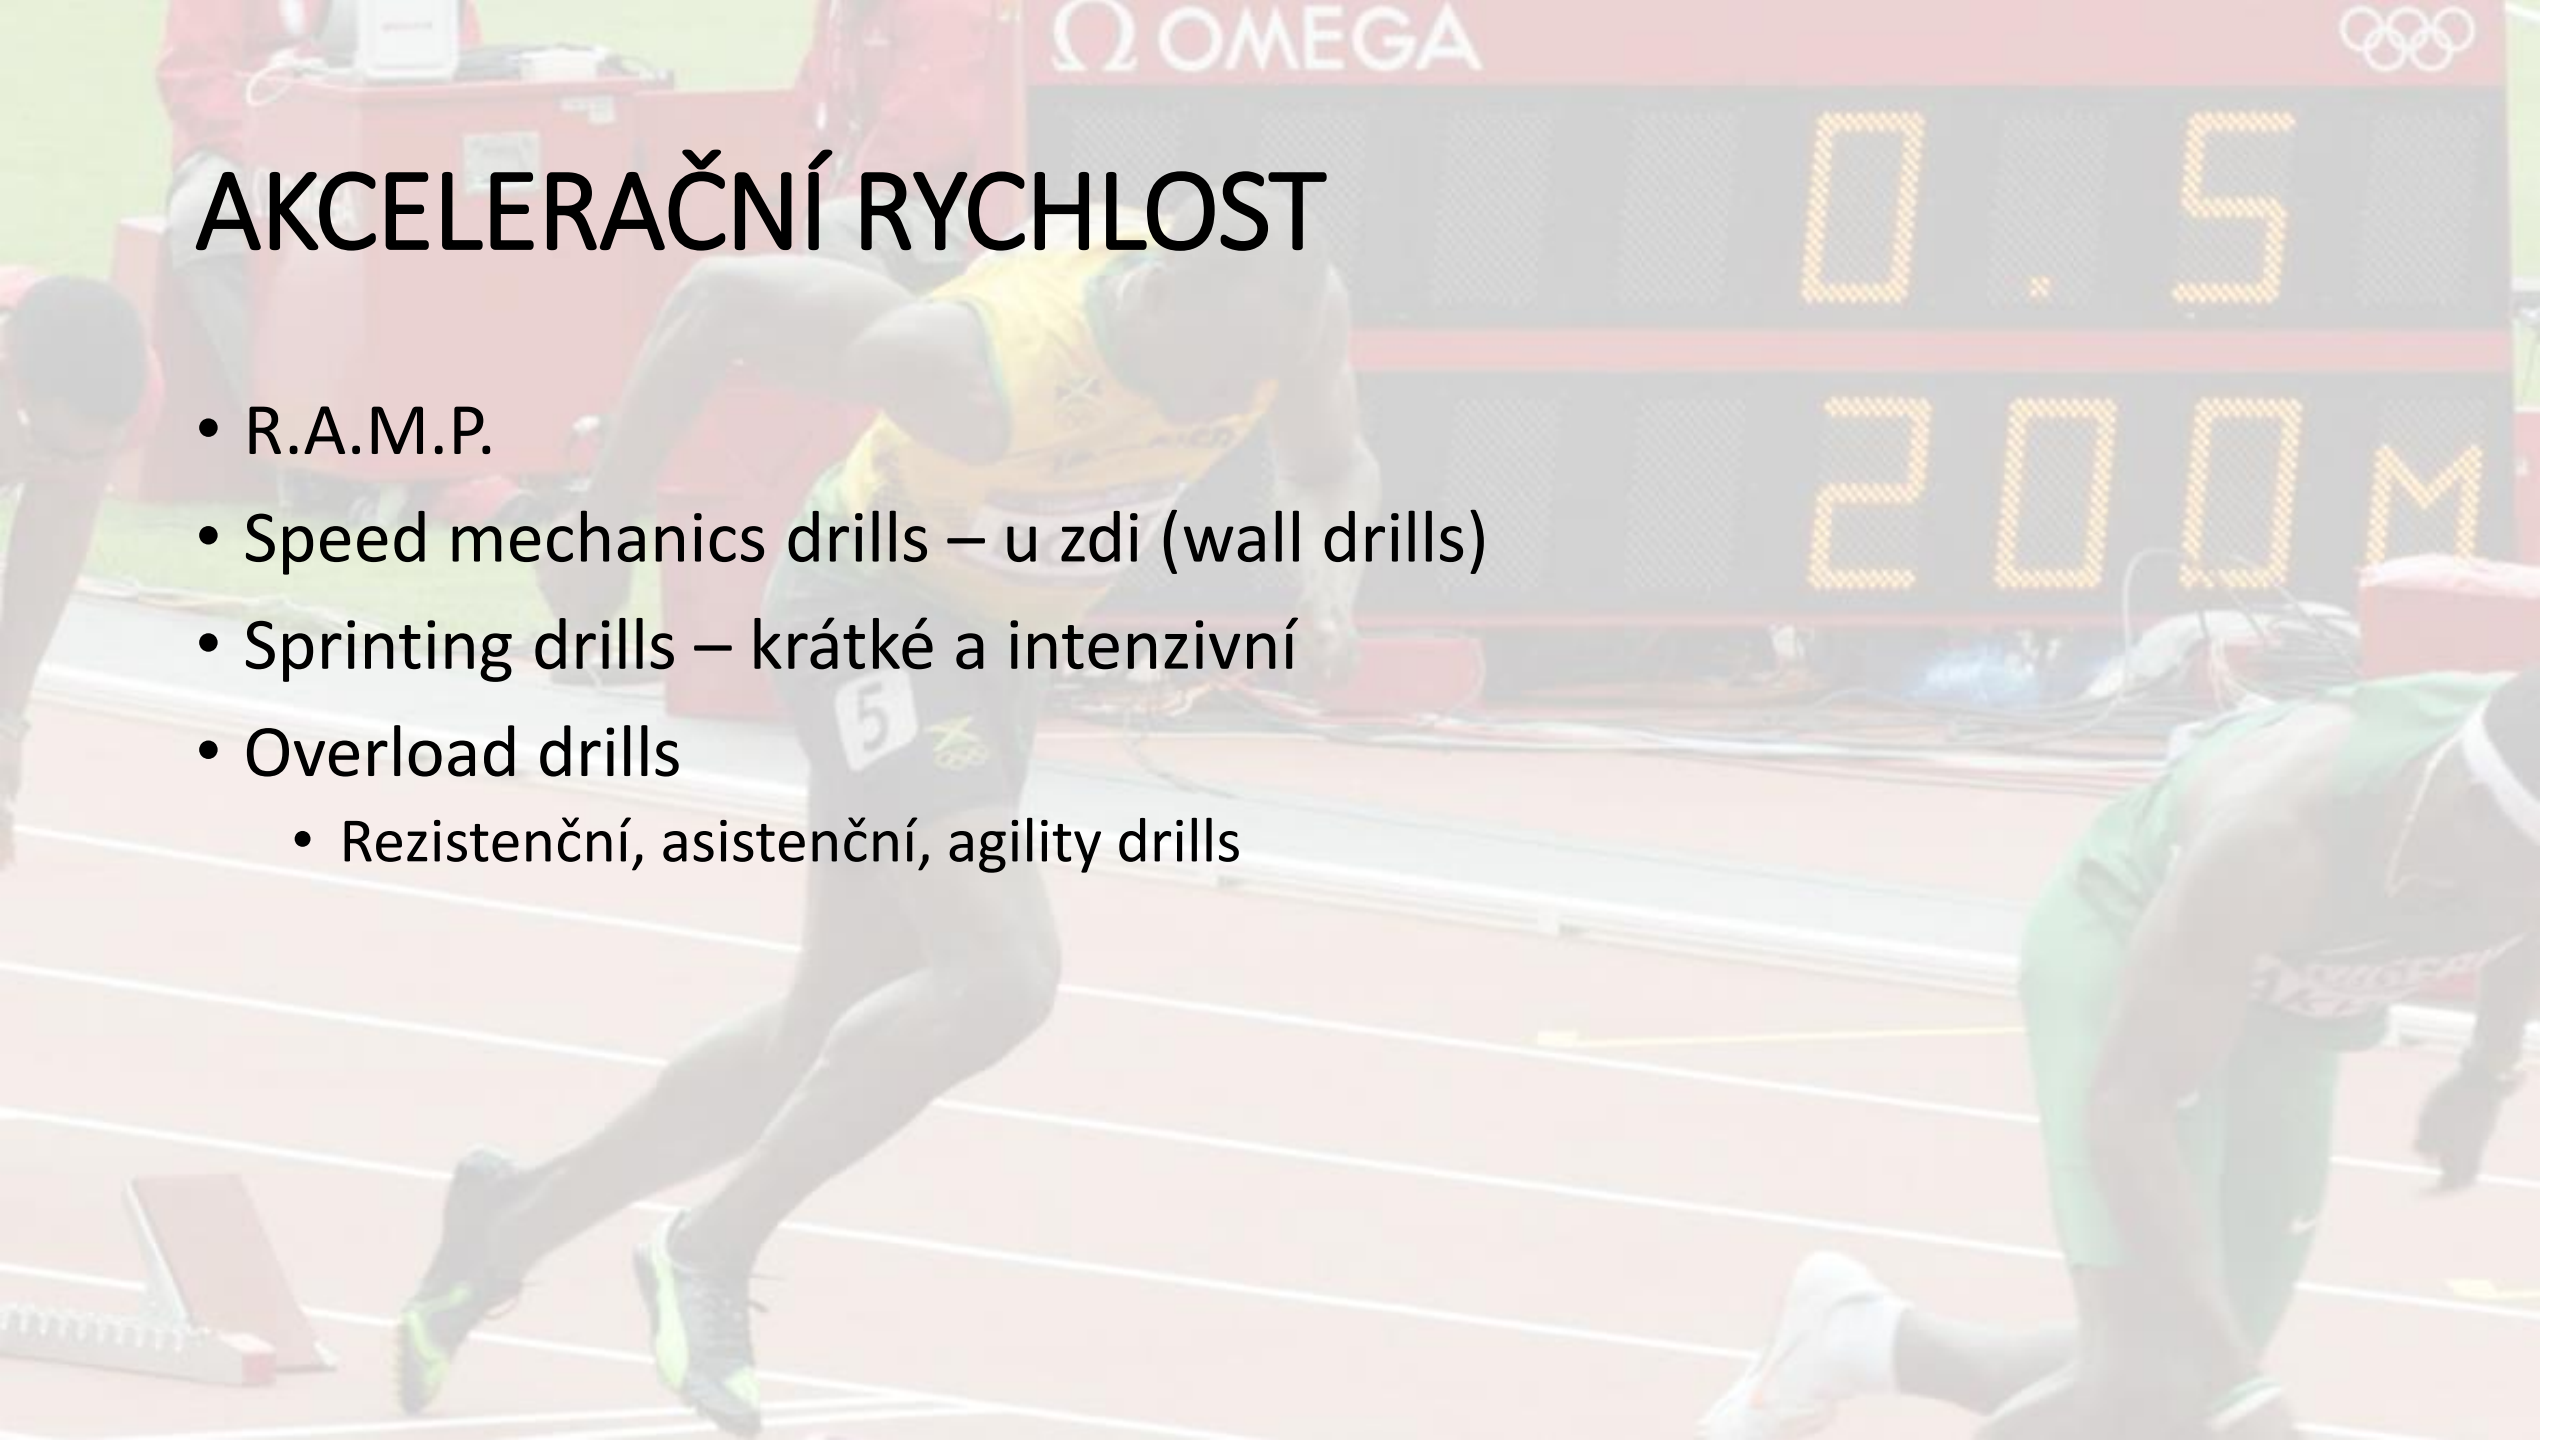 Ω OMEGA
0.5
200M
AKCELERAČNÍ RYCHLOST
• R.A.M.P.
• Speed mechanics drills – u zdi (wall drills)
• Sprinting drills – krátké a intenzivní
• Overload drills
• Rezistenční, asistenční, agility drills
5